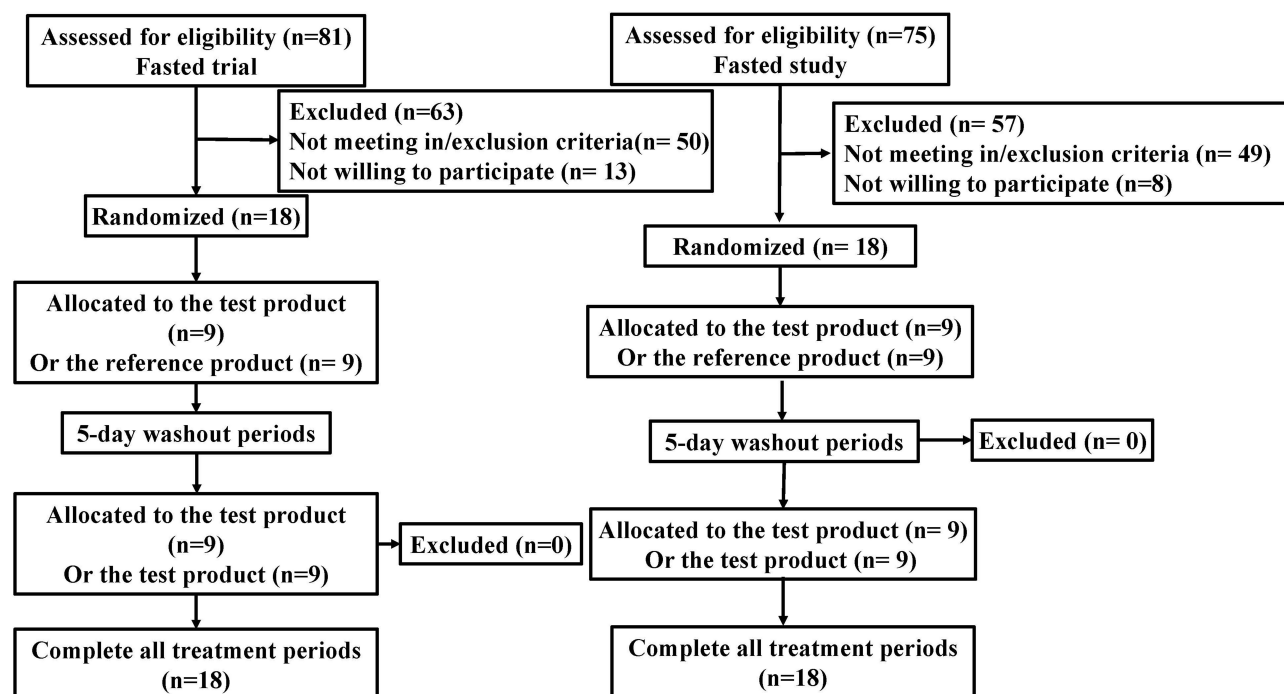 Assessed for eligibility (n=81)
Fasted trial
Excluded (n=63)
Not meeting in/exclusion criteria(n= 50)
Not willing to participate (n= 13)
Randomized (n=18)
Allocated to the test product
(n=9)
Or the reference product (n= 9)
5-day washout periods
Allocated to the test product
(n=9)
Or the test product (n=9)
Excluded (n=0)
Complete all treatment periods
(n=18)
Assessed for eligibility (n=75)
Fasted study
Excluded (n= 57)
Not meeting in/exclusion criteria (n= 49)
Not willing to participate (n=8)
Randomized (n= 18)
Allocated to the test product (n=9)
Or the reference product (n=9)
5-day washout periods
Excluded (n= 0)
Allocated to the test product (n= 9)
Or the test product (n= 9)
Complete all treatment periods
(n=18)